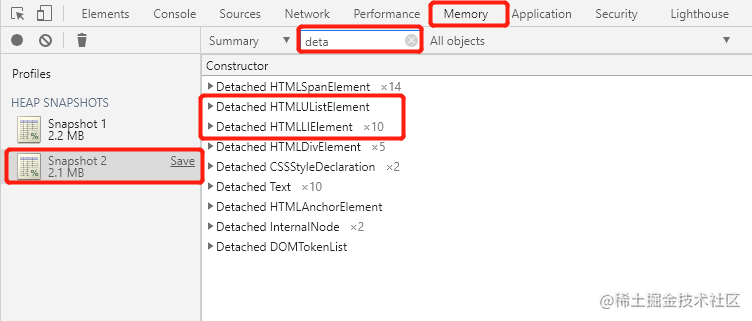 Elements Console Sources Network Performance Memory Application Security Lighthouse
Summary ▼ deta All objects ▼
Profiles
HEAP SNAPSHOTS
Snapshot 1
2.2 MB
Snapshot 2 Save
2.1 MB
Constructor
Detached HTMLSpanElement ×14
Detached HTMLUListElement
Detached HTMLLIElement ×10
Detached HTMLDivElement ×5
Detached CSSStyleDeclaration ×2
Detached Text ×10
Detached HTMLAnchorElement
Detached InternalNode ×2
Detached DOMTokenList
@稀土掘金技术社区